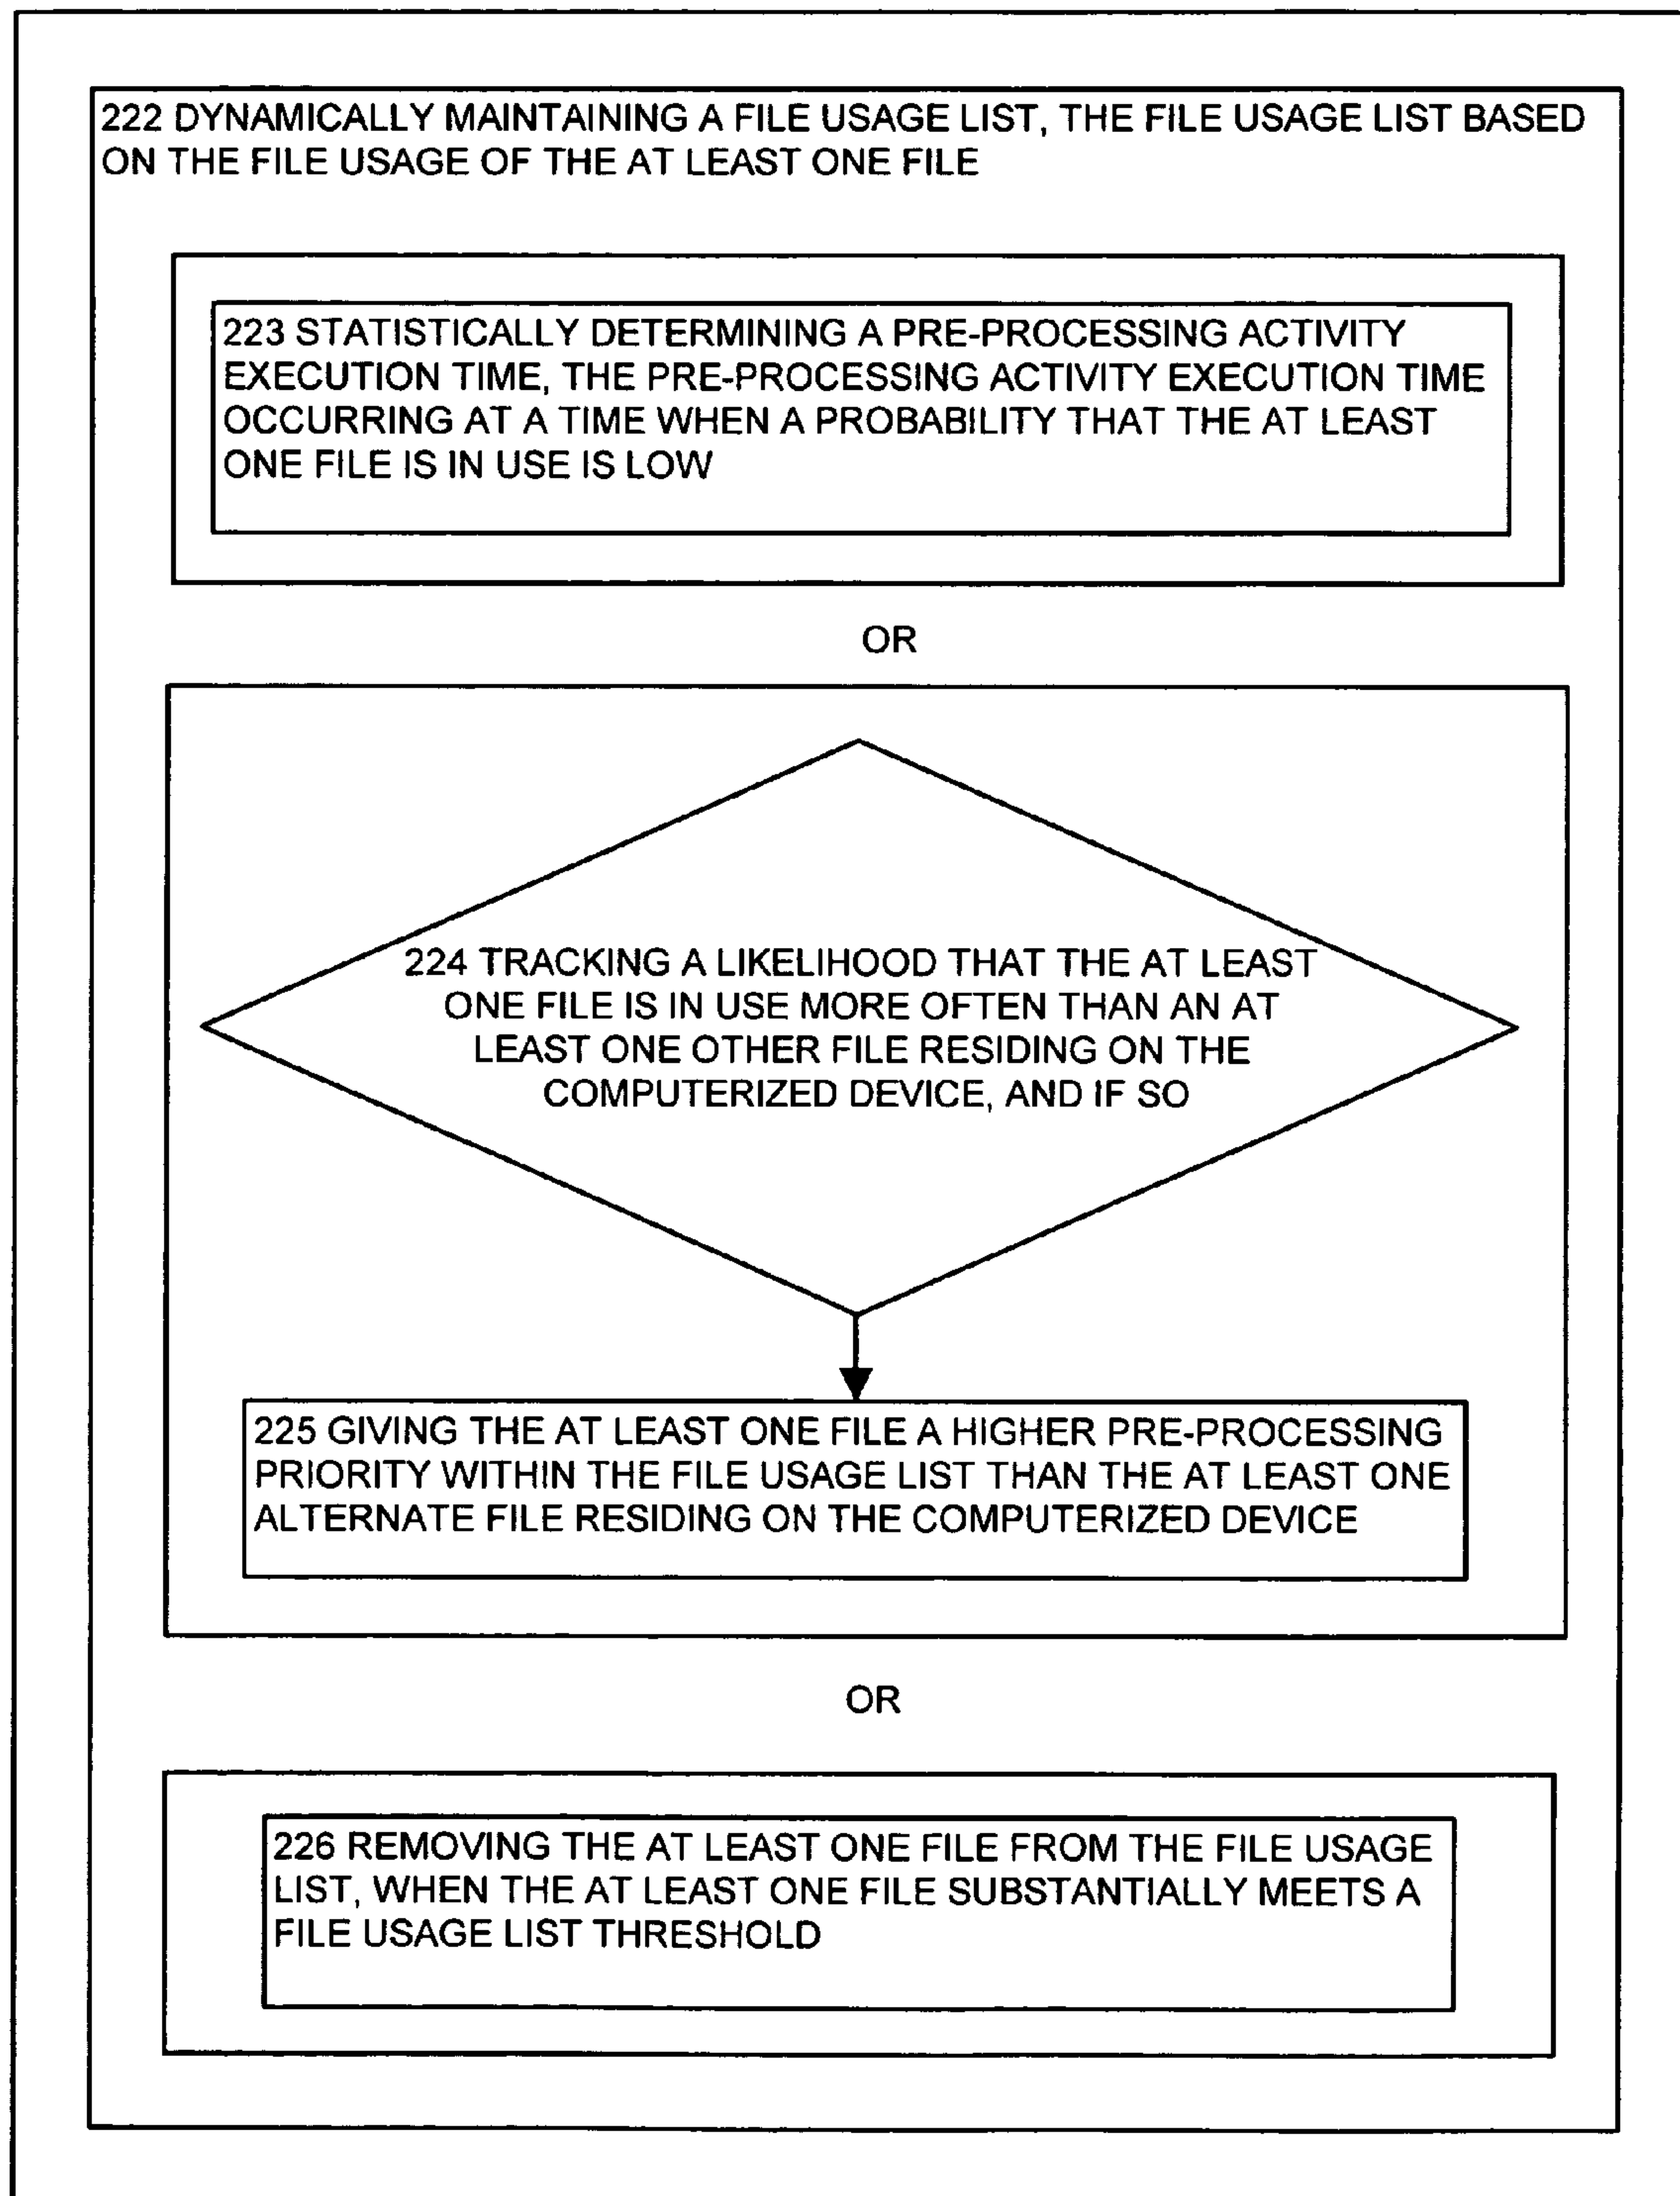 222 DYNAMICALLY MAINTAINING A FILE USAGE LIST, THE FILE USAGE LIST BASED
ON THE FILE USAGE OF THE AT LEAST ONE FILE
223 STATISTICALLY DETERMINING A PRE-PROCESSING ACTIVITY
EXECUTION TIME, THE PRE-PROCESSING ACTIVITY EXECUTION TIME
OCCURRING AT A TIME WHEN A PROBABILITY THAT THE AT LEAST
ONE FILE IS IN USE IS LOW
OR
224 TRACKING A LIKELIHOOD THAT THE AT LEAST
ONE FILE IS IN USE MORE OFTEN THAN AN AT
LEAST ONE OTHER FILE RESIDING ON THE
COMPUTERIZED DEVICE, AND IF SO
225 GIVING THE AT LEAST ONE FILE A HIGHER PRE-PROCESSING
PRIORITY WITHIN THE FILE USAGE LIST THAN THE AT LEAST ONE
ALTERNATE FILE RESIDING ON THE COMPUTERIZED DEVICE
OR
226 REMOVING THE AT LEAST ONE FILE FROM THE FILE USAGE
LIST, WHEN THE AT LEAST ONE FILE SUBSTANTIALLY MEETS A
FILE USAGE LIST THRESHOLD